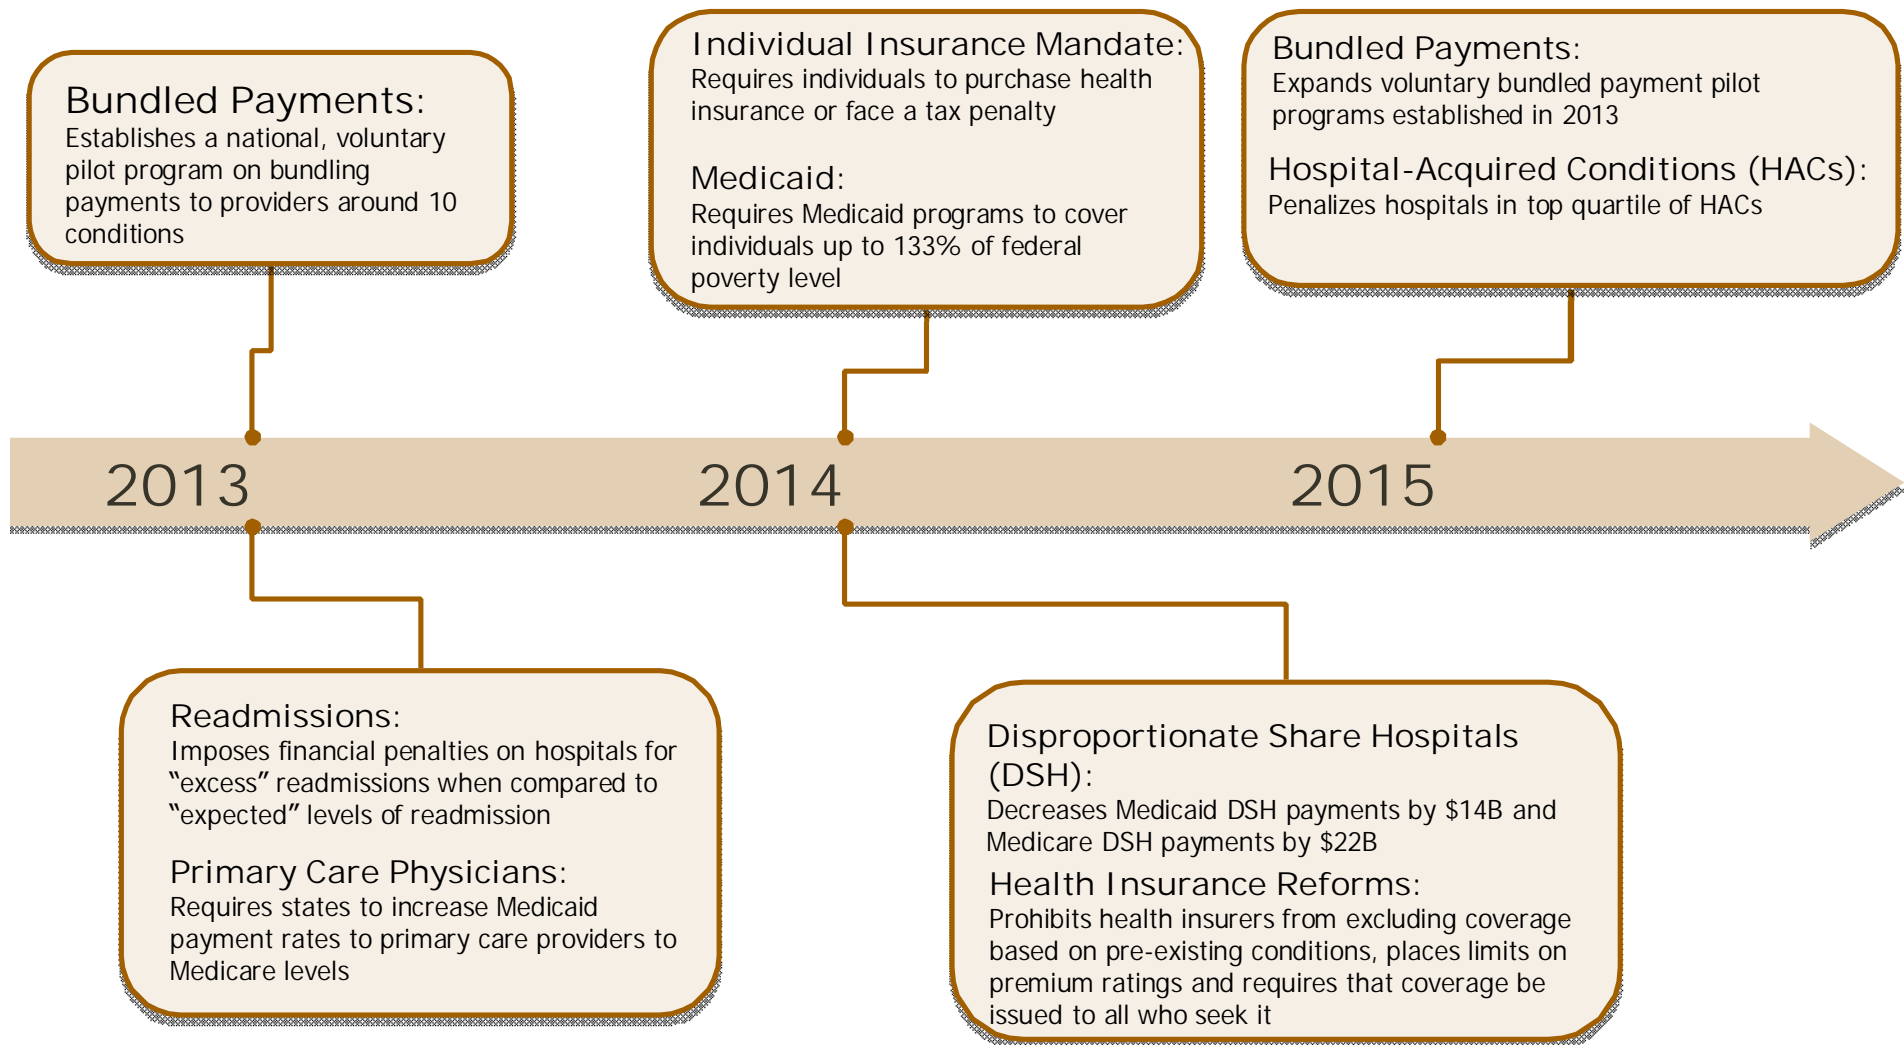 Bundled Payments:
Establishes a national, voluntary
pilot program on bundling
payments to providers around 10
conditions
Individual Insurance Mandate:
Requires individuals to purchase health
insurance or face a tax penalty
Medicaid:
Requires Medicaid programs to cover
individuals up to 133% of federal
poverty level
Bundled Payments:
Expands voluntary bundled payment pilot
programs established in 2013
Hospital-Acquired Conditions (HACs):
Penalizes hospitals in top quartile of HACs
2013
2014
2015
Readmissions:
Imposes financial penalties on hospitals for
“excess” readmissions when compared to
“expected” levels of readmission
Primary Care Physicians:
Requires states to increase Medicaid
payment rates to primary care providers to
Medicare levels
Disproportionate Share Hospitals
(DSH):
Decreases Medicaid DSH payments by $14B and
Medicare DSH payments by $22B
Health Insurance Reforms:
Prohibits health insurers from excluding coverage
based on pre-existing conditions, places limits on
premium ratings and requires that coverage be
issued to all who seek it